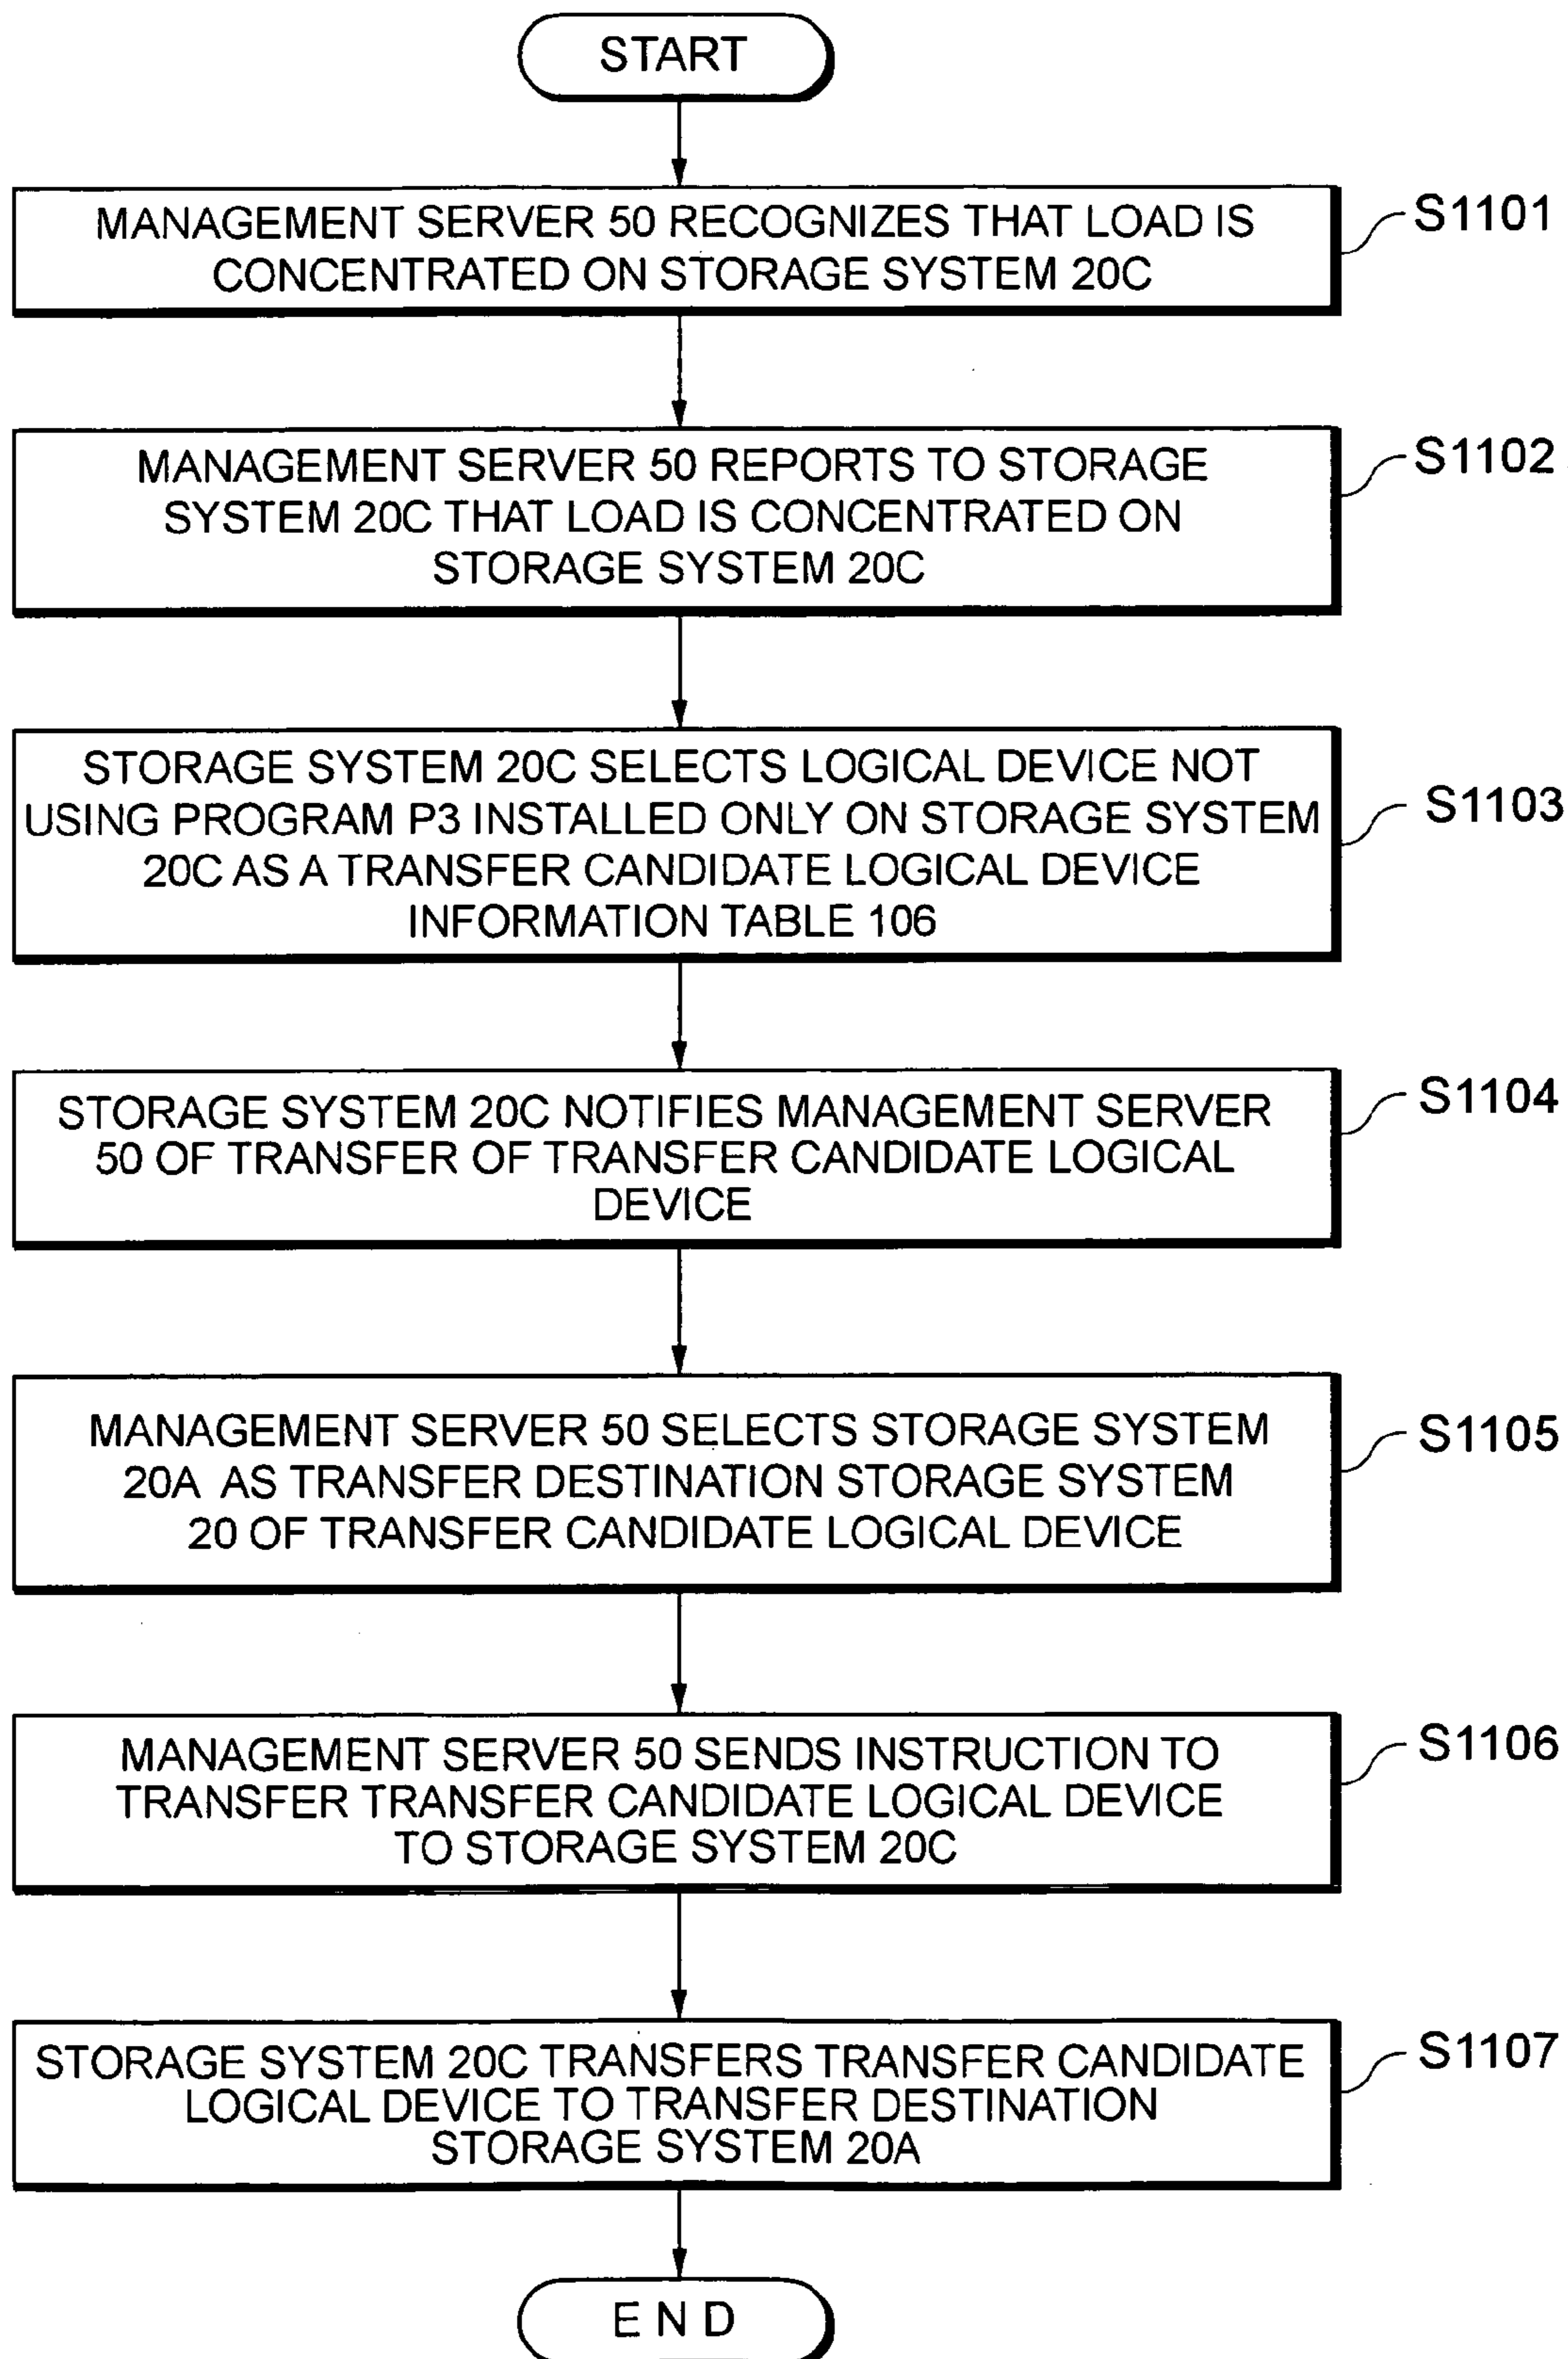 START
MANAGEMENT SERVER 50 RECOGNIZES THAT LOAD IS
CONCENTRATED ON STORAGE SYSTEM 20C
S1101
MANAGEMENT SERVER 50 REPORTS TO STORAGE
SYSTEM 20C THAT LOAD IS CONCENTRATED ON
STORAGE SYSTEM 20C
S1102
STORAGE SYSTEM 20C SELECTS LOGICAL DEVICE NOT
USING PROGRAM P3 INSTALLED ONLY ON STORAGE SYSTEM
20C AS A TRANSFER CANDIDATE LOGICAL DEVICE
INFORMATION TABLE 106
S1103
STORAGE SYSTEM 20C NOTIFIES MANAGEMENT SERVER
50 OF TRANSFER OF TRANSFER CANDIDATE LOGICAL
DEVICE
S1104
MANAGEMENT SERVER 50 SELECTS STORAGE SYSTEM
20A AS TRANSFER DESTINATION STORAGE SYSTEM
20 OF TRANSFER CANDIDATE LOGICAL DEVICE
S1105
MANAGEMENT SERVER 50 SENDS INSTRUCTION TO
TRANSFER TRANSFER CANDIDATE LOGICAL DEVICE
TO STORAGE SYSTEM 20C
S1106
STORAGE SYSTEM 20C TRANSFERS TRANSFER CANDIDATE
LOGICAL DEVICE TO TRANSFER DESTINATION
STORAGE SYSTEM 20A
S1107
END